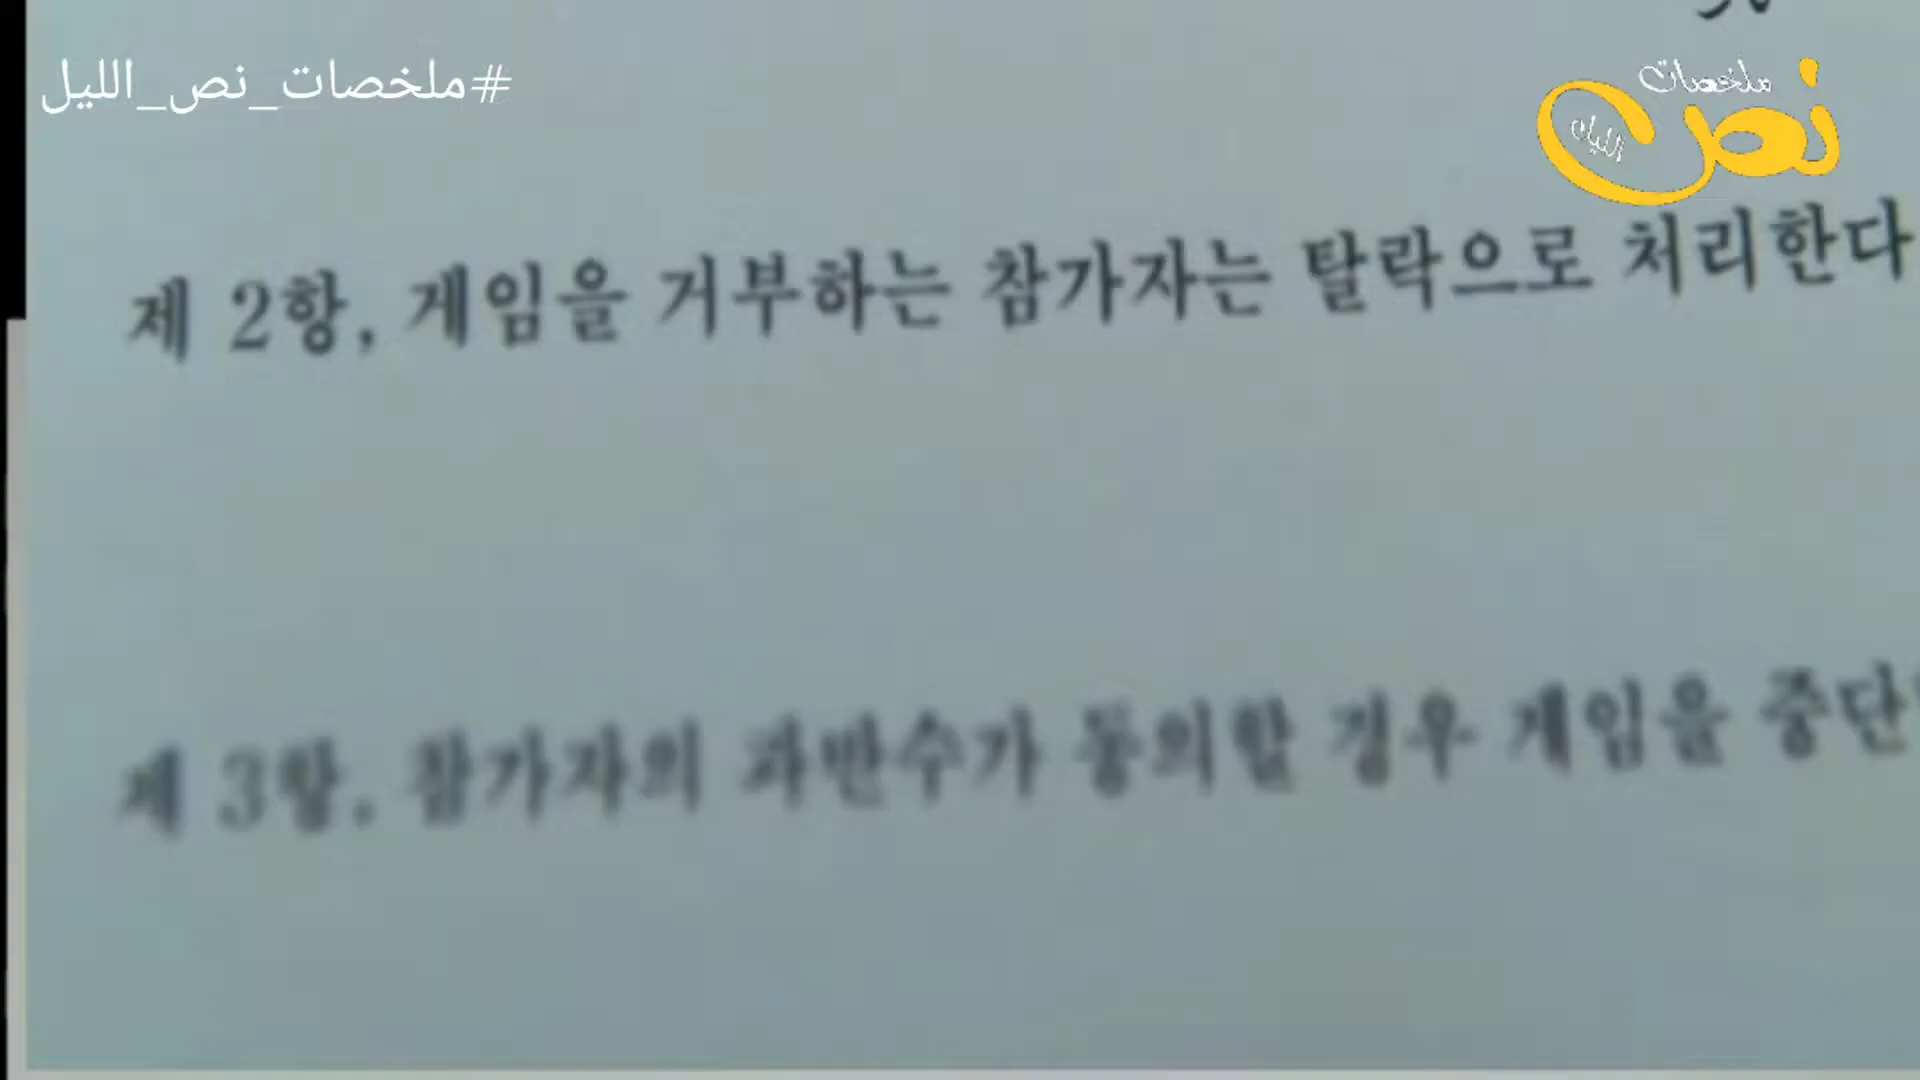 #ملخصات_نص_الليل
ملخصات
نص
الليل
제 2항, 게임을 거부하는 참가자는 탈락으로 처리한다
제 3항, 참가자의 과반수가 동의할 경우 게임을 중단